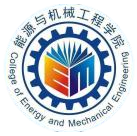 能源与机械工程学院
College of Energy and Mechanical Engineering